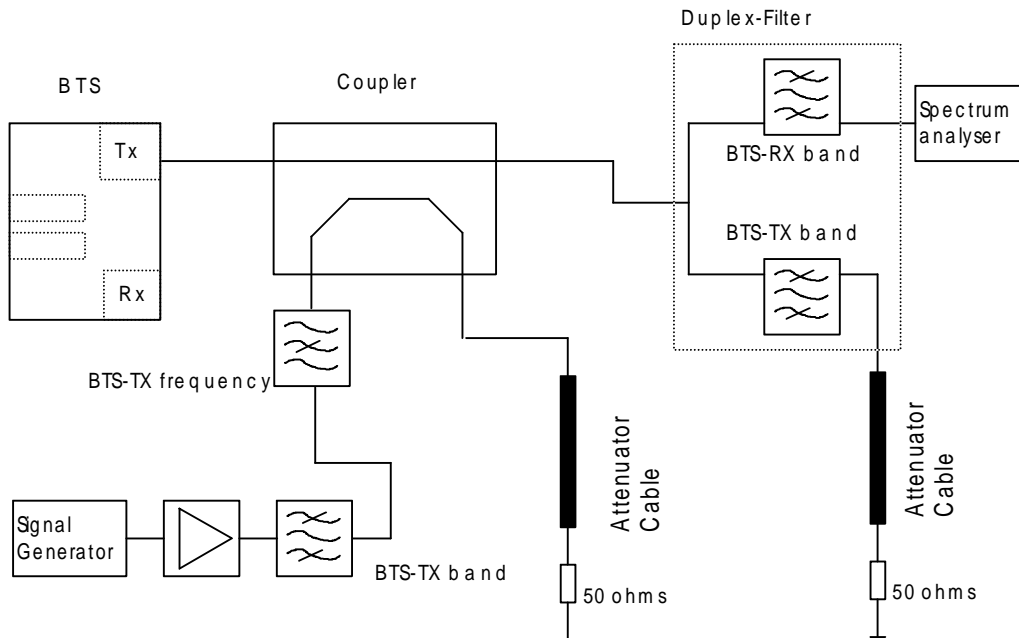 Duplex-Filter
BTS
Coupler
Tx
Spectrum
analyser
BTS-RX band
BTS-TX band
Rx
BTS-TX frequency
Attenuator
Cable
Attenuator
Cable
Signal
Generator
BTS-TX band
50 ohms
50 ohms